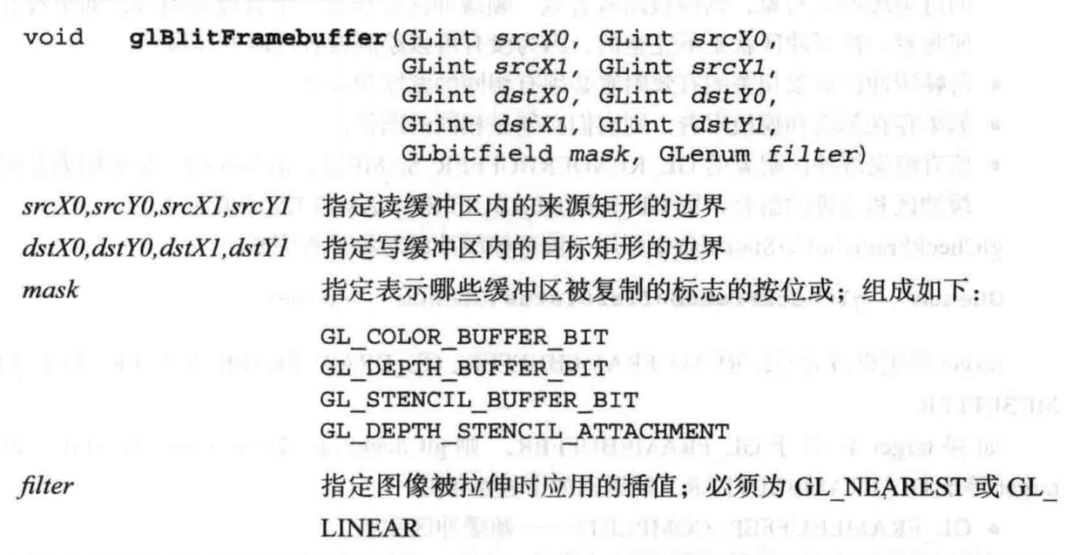 void glBlitFramebuffer(GLint srcX0, GLint srcY0,
GLint srcX1, GLint srcY1,
GLint dstX0, GLint dstY0,
GLint dstX1, GLint dstY1,
GLbitfield mask, GLenum filter)
srcX0,srcY0,srcX1,srcY1 指定读缓冲区内的来源矩形的边界
dstX0,dstY0,dstX1,dstY1 指定写缓冲区内的目标矩形的边界
mask 指定表示哪些缓冲区被复制的标志的按位或；组成如下：
GL_COLOR_BUFFER_BIT
GL_DEPTH_BUFFER_BIT
GL_STENCIL_BUFFER_BIT
GL_DEPTH_STENCIL_ATTACHMENT
filter 指定图像被拉伸时应用的插值；必须为 GL_NEAREST 或 GL_
LINEAR